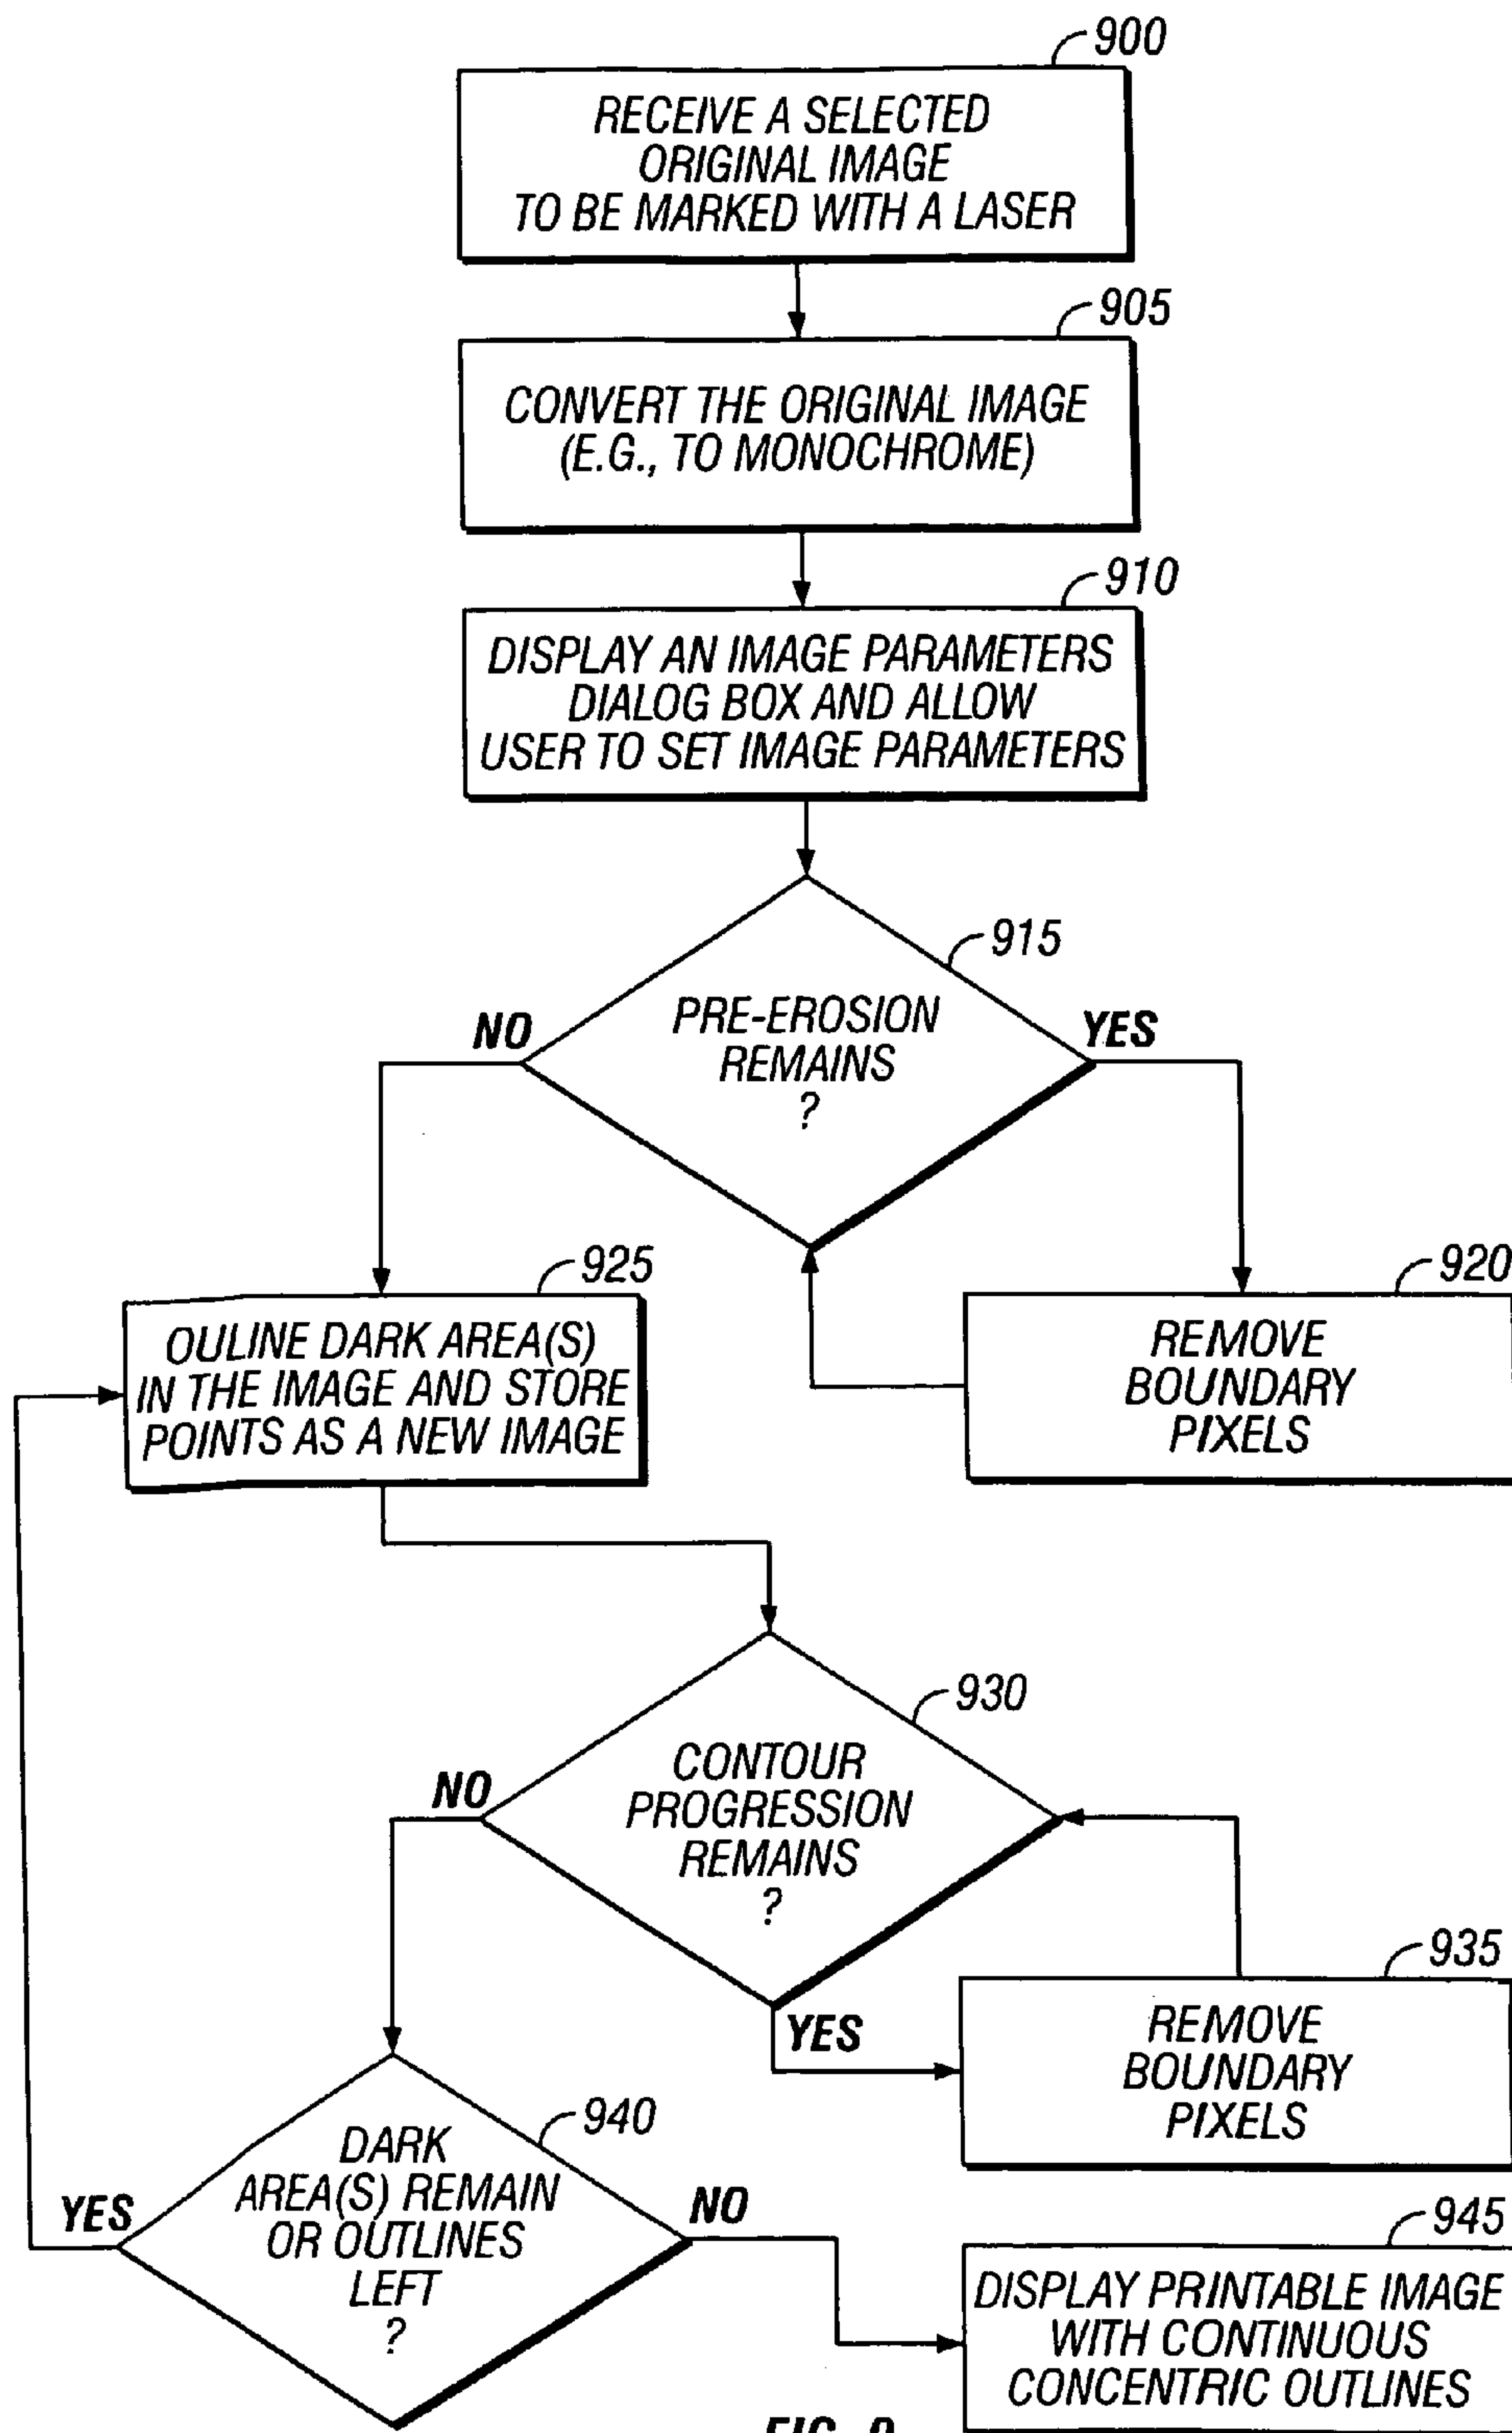 900
RECEIVE A SELECTED
ORIGINAL IMAGE
TO BE MARKED WITH A LASER
905
CONVERT THE ORIGINAL IMAGE
(E.G., TO MONOCHROME)
910
DISPLAY AN IMAGE PARAMETERS
DIALOG BOX AND ALLOW
USER TO SET IMAGE PARAMETERS
915
PRE-EROSION
REMAINS
?
NO
YES
925
OULINE DARK AREA(S)
IN THE IMAGE AND STORE
POINTS AS A NEW IMAGE
920
REMOVE
BOUNDARY
PIXELS
930
CONTOUR
PROGRESSION
REMAINS
?
NO
YES
935
REMOVE
BOUNDARY
PIXELS
940
DARK
AREA(S) REMAIN
OR OUTLINES
LEFT
?
YES
NO
945
DISPLAY PRINTABLE IMAGE
WITH CONTINUOUS
CONCENTRIC OUTLINES
FIG. 9